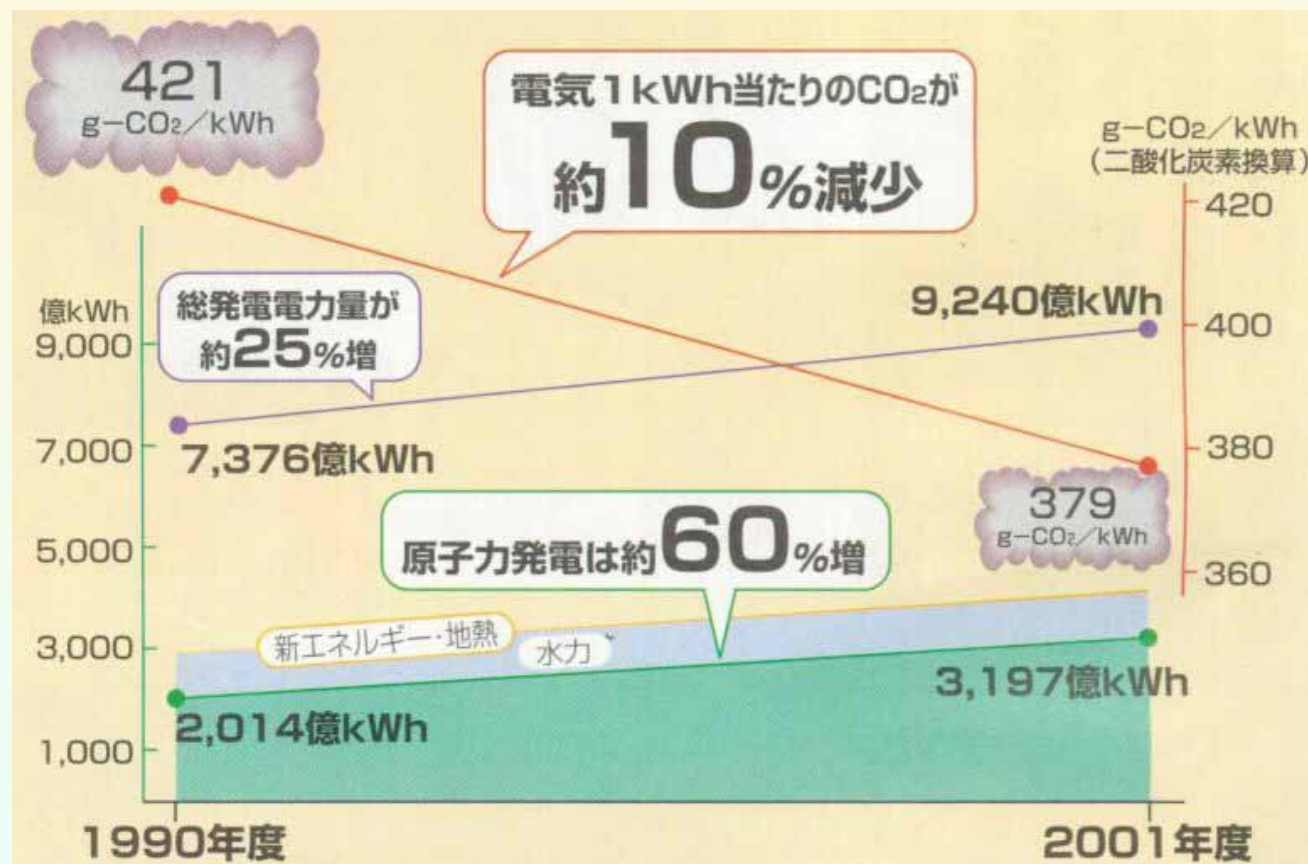 421
g−CO₂／kWh
電気1kWh当たりのCO₂が
約10％減少
g−CO₂／kWh
(二酸化炭素換算)
420
400
380
360
億kWh
9,000
7,000
5,000
3,000
1,000
総発電電力量が
約25％増
9,240億kWh
7,376億kWh
379
g−CO₂／kWh
原子力発電は約60％増
新エネルギー・地熱
水力
3,197億kWh
2,014億kWh
1990年度
2001年度